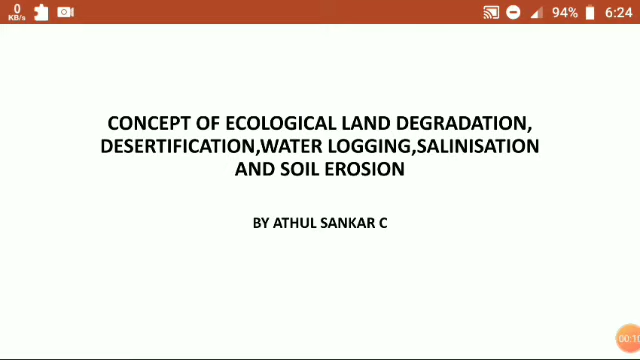 0
KB/s
94%
6:24
CONCEPT OF ECOLOGICAL LAND DEGRADATION,
DESERTIFICATION,WATER LOGGING,SALINISATION
AND SOIL EROSION
BY ATHUL SANKAR C